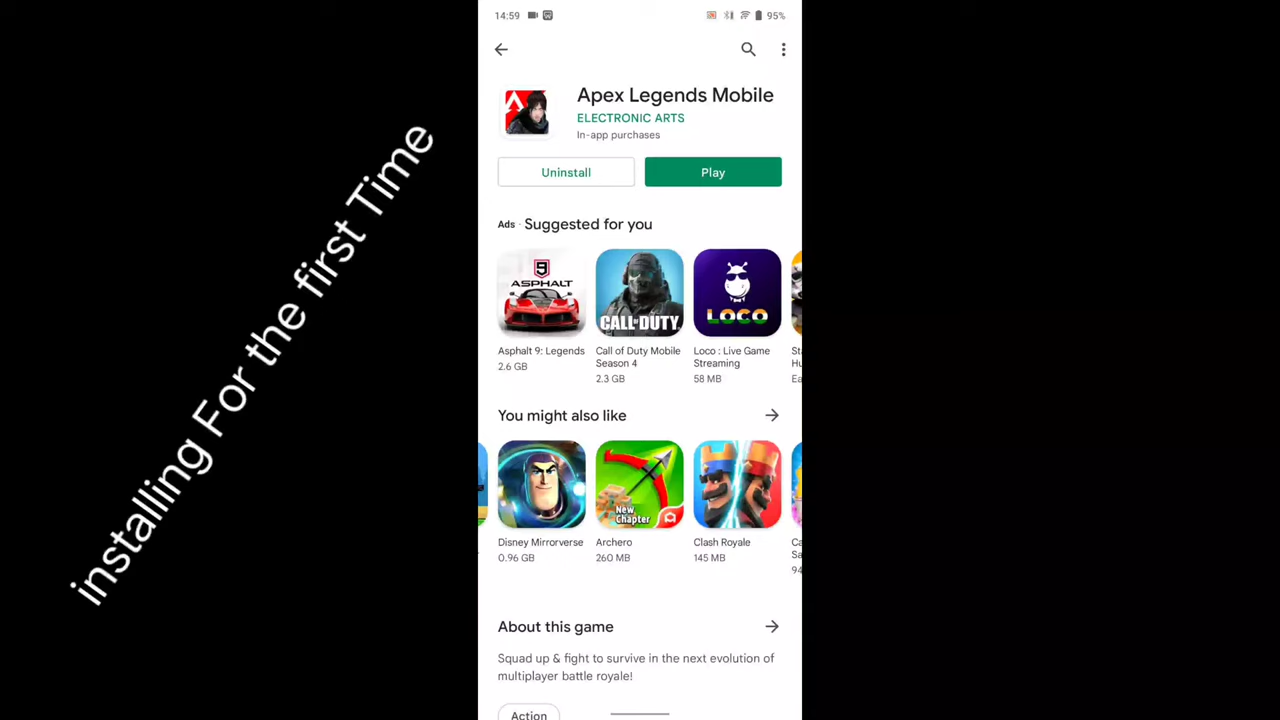 installing For the first Time
14:59
95%
Apex Legends Mobile
ELECTRONIC ARTS
In-app purchases
Uninstall
Play
Ads · Suggested for you
9
ASPHALT
CALL OF DUTY
LOCO
Asphalt 9: Legends
2.6 GB
Call of Duty Mobile
Season 4
2.3 GB
Loco : Live Game
Streaming
58 MB
You might also like
New
Chapter
Disney Mirrorverse
0.96 GB
Archero
260 MB
Clash Royale
145 MB
About this game
Squad up & fight to survive in the next evolution of
multiplayer battle royale!
Action